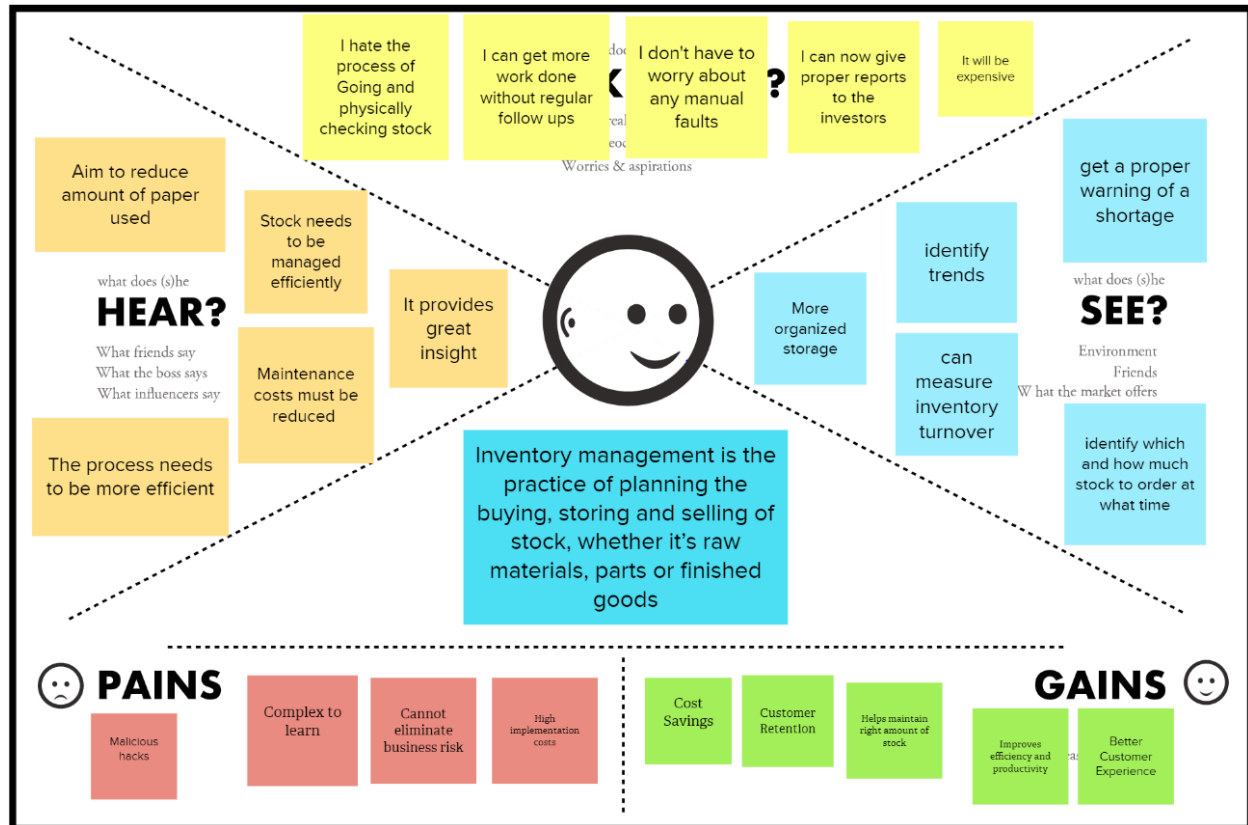 I hate the
process of
Going and
physically
checking stock
I can get more
work done
without regular
follow ups
I don't have to
worry about
any manual
faults
I can now give
proper reports
to the
investors
It will be
expensive
?
Worries & aspirations
Aim to reduce
amount of paper
used
Stock needs
to be
managed
efficiently
It provides
great
insight
what does (s)he
HEAR?
What friends say
What the boss says
What influencers say
Maintenance
costs must be
reduced
The process needs
to be more efficient
get a proper
warning of a
shortage
identify
trends
More
organized
storage
can
measure
inventory
turnover
what does (s)he
SEE?
Environment
Friends
W hat the market offers
identify which
and how much
stock to order at
what time
Inventory management is the
practice of planning the
buying, storing and selling of
stock, whether it's raw
materials, parts or finished
goods
PAINS
Malicious
hacks
Complex to
learn
Cannot
eliminate
business risk
High
implementation
costs
GAINS
Cost
Savings
Customer
Retention
Helps maintain
right amount of
stock
Improves
efficiency and
productivity
Better
Customer
Experience